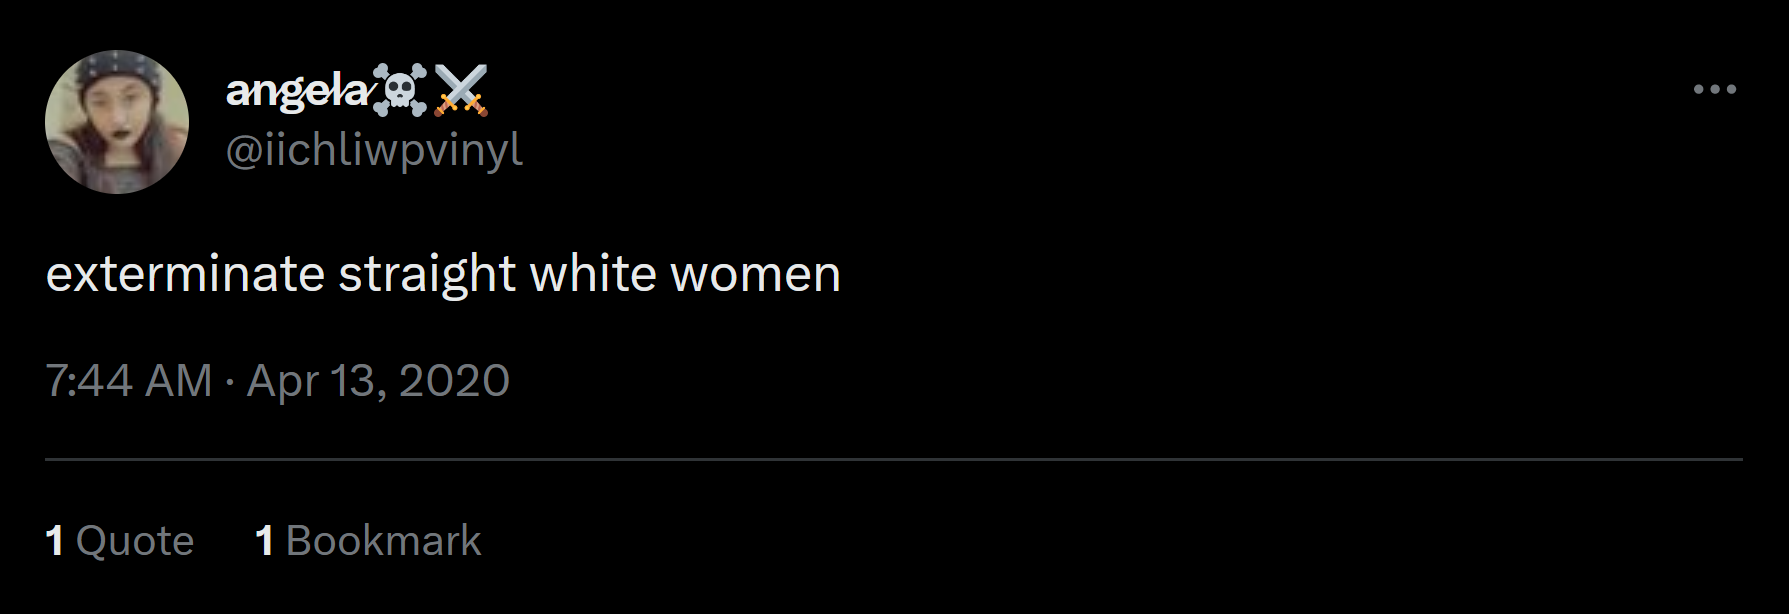 angela☠️⚔️
@iichliwpvinyl
exterminate straight white women
7:44 AM · Apr 13, 2020
1 Quote 1 Bookmark